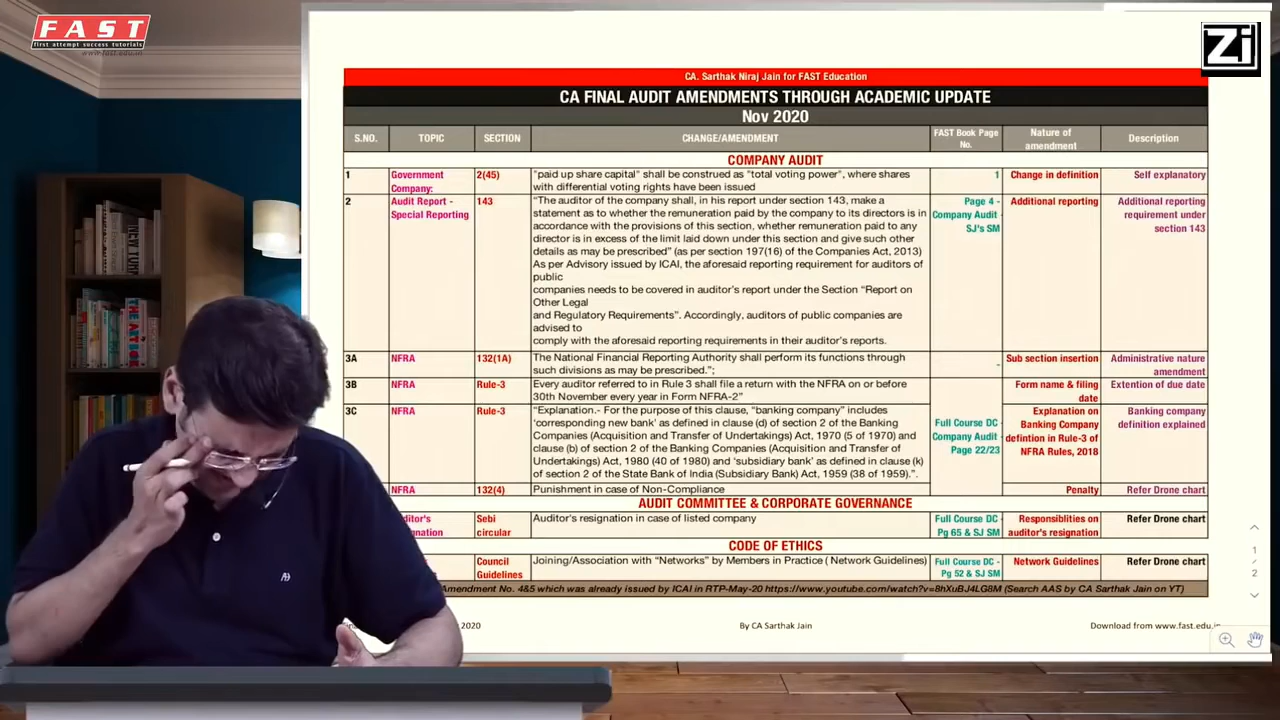 FAST
first attempt success tutorials
www.fast.edu.in
Zi
CA. Sarthak Niraj Jain for FAST Education
CA FINAL AUDIT AMENDMENTS THROUGH ACADEMIC UPDATE
Nov 2020
S.NO. TOPIC SECTION CHANGE/AMENDMENT FAST Book Page No. Nature of amendment Description
COMPANY AUDIT
1 Government Company: 2(45) "paid up share capital" shall be construed as "total voting power", where shares
with differential voting rights have been issued 1 Change in definition Self explanatory
2 Audit Report - Special Reporting 143 "The auditor of the company shall, in his report under section 143, make a
statement as to whether the remuneration paid by the company to its directors is in
accordance with the provisions of this section, whether remuneration paid to any
director is in excess of the limit laid down under this section and give such other
details as may be prescribed" (as per section 197(16) of the Companies Act, 2013)
As per Advisory issued by ICAI, the aforesaid reporting requirement for auditors of
public
companies needs to be covered in auditor's report under the Section "Report on
Other Legal
and Regulatory Requirements". Accordingly, auditors of public companies are
advised to
comply with the aforesaid reporting requirements in their auditor's reports.
Page 4 - Company Audit - SJ's SM Additional reporting Additional reporting requirement under section 143
3A NFRA 132(1A) The National Financial Reporting Authority shall perform its functions through
such divisions as may be prescribed."; - Sub section insertion Administrative nature amendment
3B NFRA Rule-3 Every auditor referred to in Rule 3 shall file a return with the NFRA on or before
30th November every year in Form NFRA-2" Form name & filing date Extention of due date
3C NFRA Rule-3 "Explanation.- For the purpose of this clause, "banking company" includes
'corresponding new bank' as defined in clause (d) of section 2 of the Banking
Companies (Acquisition and Transfer of Undertakings) Act, 1970 (5 of 1970) and
clause (b) of section 2 of the Banking Companies (Acquisition and Transfer of
Undertakings) Act, 1980 (40 of 1980) and 'subsidiary bank' as defined in clause (k)
of section 2 of the State Bank of India (Subsidiary Bank) Act, 1959 (38 of 1959).".
Full Course DC - Company Audit - Page 22/23 Explanation on Banking Company defintion in Rule-3 of NFRA Rules, 2018 Banking company definition explained
NFRA 132(4) Punishment in case of Non-Compliance Penalty Refer Drone chart
AUDIT COMMITTEE & CORPORATE GOVERNANCE
Sebi circular Auditor's resignation in case of listed company Full Course DC - Pg 65 & SJ SM Responsiblities on auditor's resignation Refer Drone chart
CODE OF ETHICS
Council Guidelines Joining/Association with "Networks" by Members in Practice ( Network Guidelines) Full Course DC - Pg 52 & SJ SM Network Guidelines Refer Drone chart
Amendment No. 4&5 which was already issued by ICAI in RTP-May-20 https://www.youtube.com/watch?v=8hXuBJ4LG8M (Search AAS by CA Sarthak Jain on YT)
2020 By CA Sarthak Jain Download from www.fast.edu.in
1
/
2